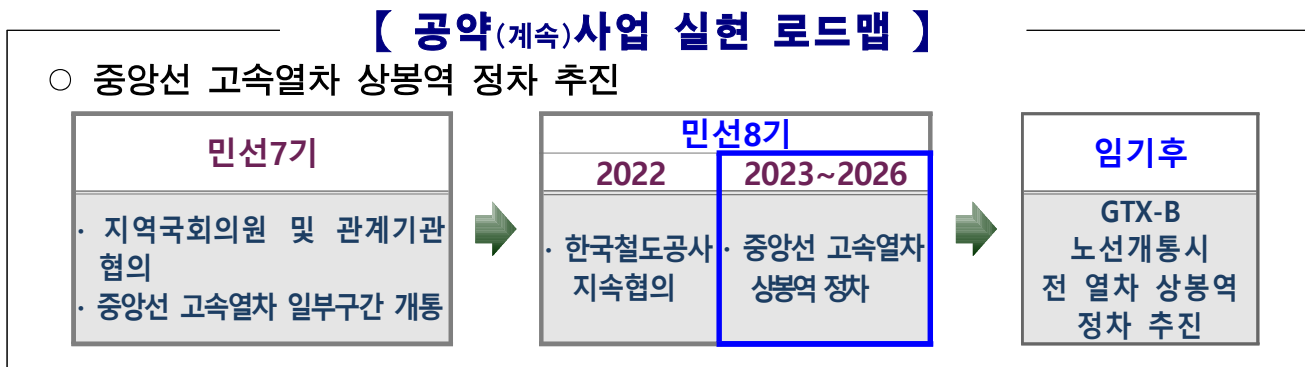 【 공약(계속)사업 실현 로드맵 】
○ 중앙선 고속열차 상봉역 정차 추진
민선7기
· 지역국회의원 및 관계기관
협의
· 중앙선 고속열차 일부구간 개통
민선8기
2022
· 한국철도공사
지속협의
2023~2026
· 중앙선 고속열차
상봉역 정차
임기후
GTX-B
노선개통시
전 열차 상봉역
정차 추진